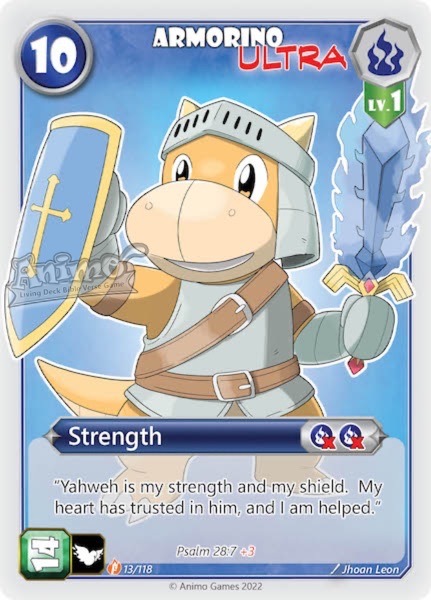 10
ARMORINO
ULTRA
LV.1
Animo
Living Deck Bible Verse Game
Strength
"Yahweh is my strength and my shield. My
heart has trusted in him, and I am helped."
Psalm 28:7 +3
14
13/118
Jhoan Leon
© Animo Games 2022